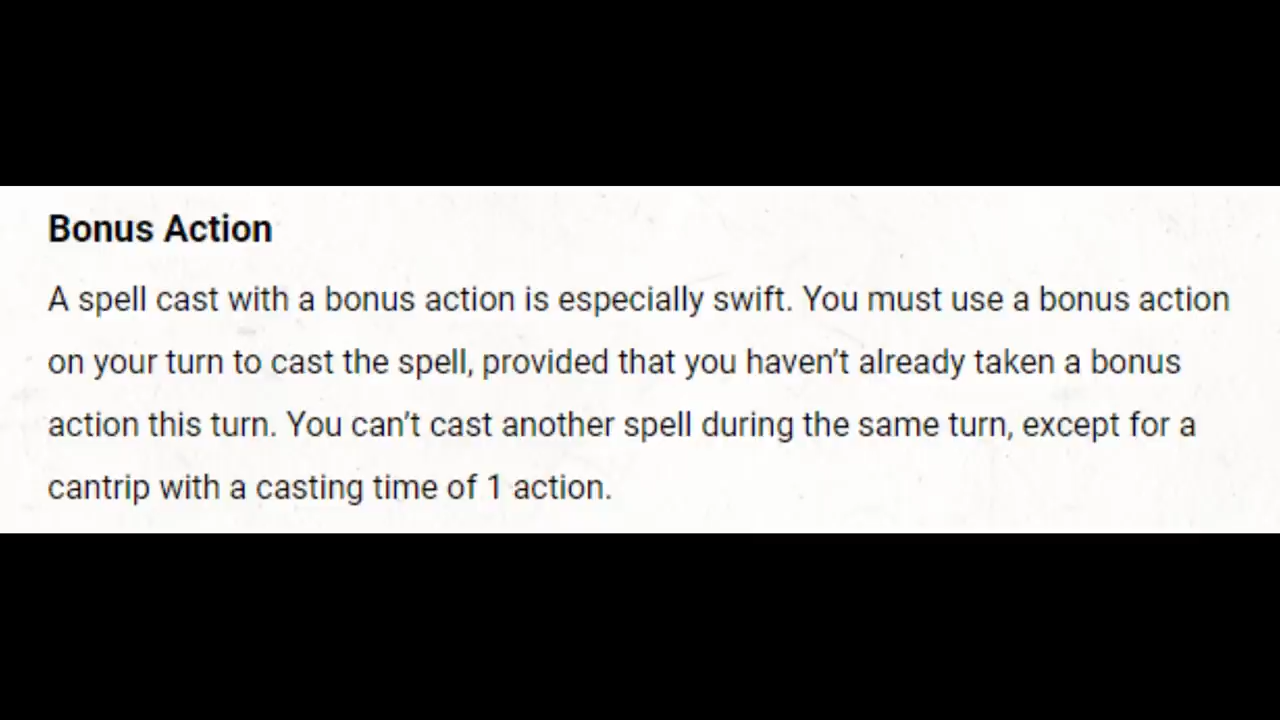 Bonus Action
A spell cast with a bonus action is especially swift. You must use a bonus action
on your turn to cast the spell, provided that you haven’t already taken a bonus
action this turn. You can’t cast another spell during the same turn, except for a
cantrip with a casting time of 1 action.